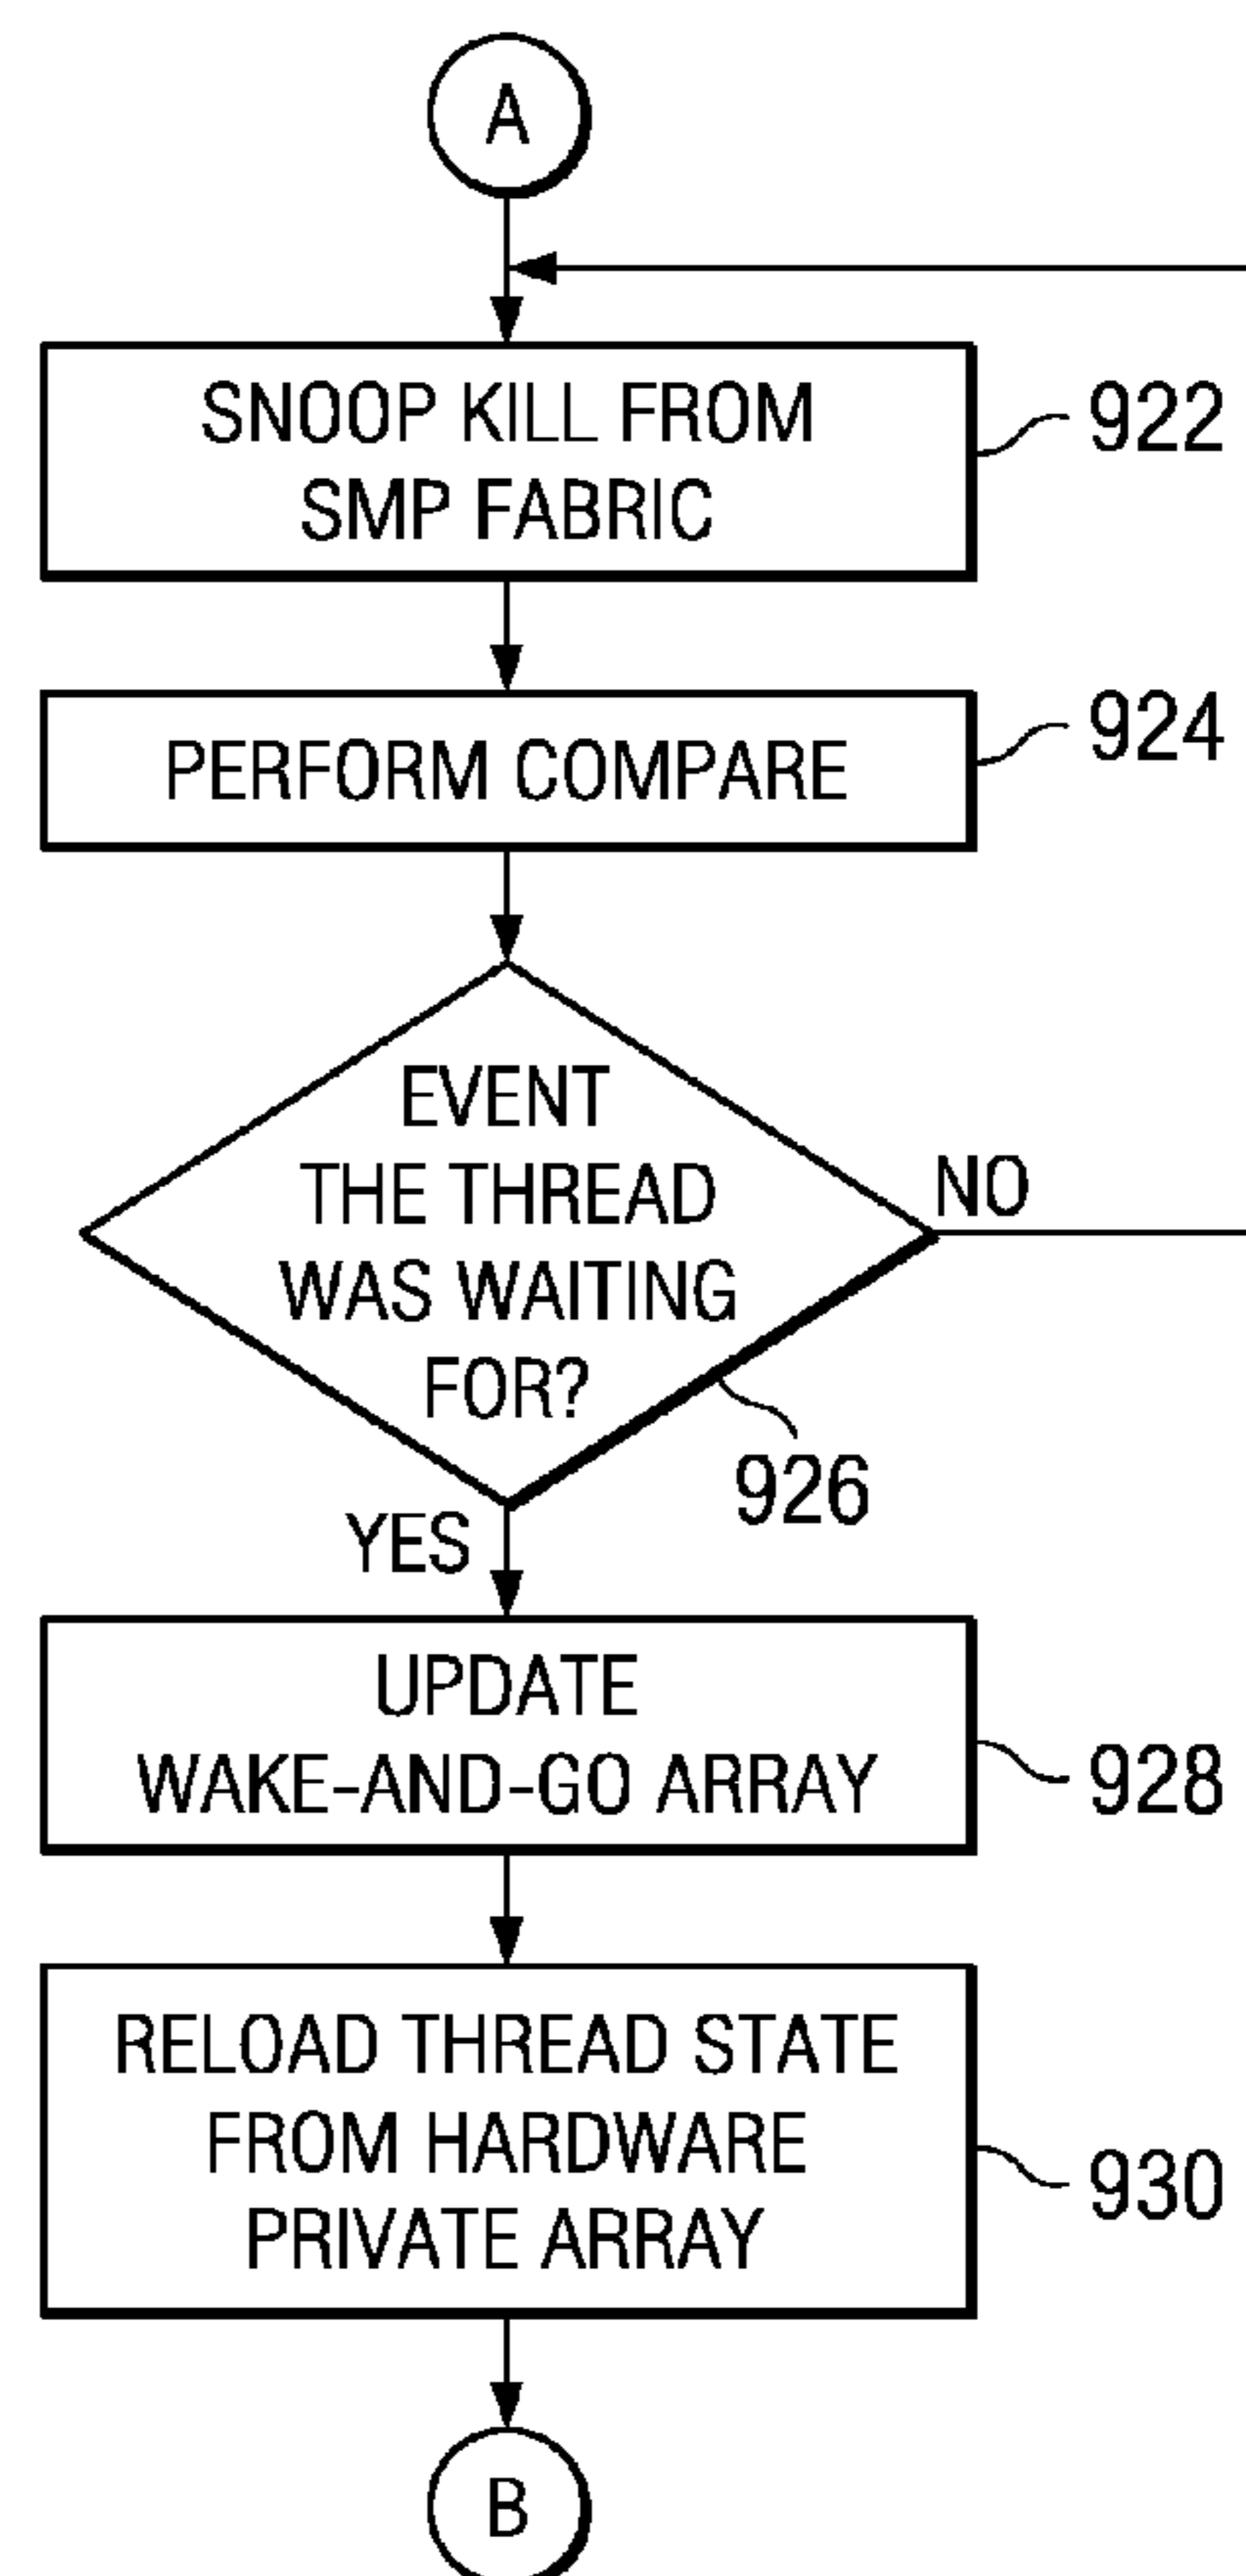 A
SNOOP KILL FROM
SMP FABRIC
922
PERFORM COMPARE
924
EVENT
THE THREAD
WAS WAITING
FOR?
NO
926
YES
UPDATE
WAKE-AND-GO ARRAY
928
RELOAD THREAD STATE
FROM HARDWARE
PRIVATE ARRAY
930
B